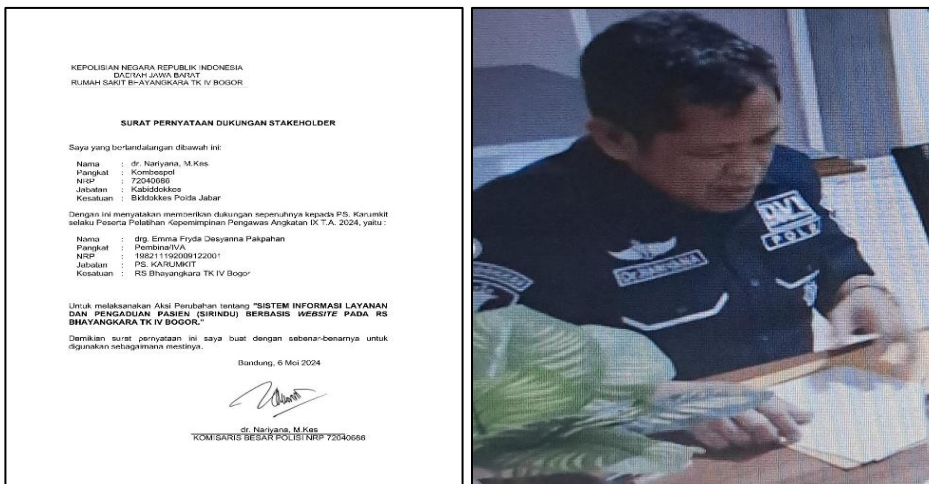 KEPOLISIAN NEGARA REPUBLIK INDONESIA
DAERAH JAWA BARAT
RUMAH SAKIT BHAYANGKARA TK IV BOGOR
SURAT PERNYATAAN DUKUNGAN STAKEHOLDER
Saya yang bertandatangan dibawah ini:
Nama : dr. Nariyana, M.Kes
Pangkat : Kombespol
NRP : 72040686
Jabatan : Kabiddokkes
Kesatuan : Biddokkes Polda Jabar
Dengan ini menyatakan memberikan dukungan sepenuhnya kepada PS. Karumkit
selaku Peserta Pelatihan Kepemimpinan Pengawas Angkatan IX T.A. 2024, yaitu :
Nama : drg. Emma Fryda Desyanna Pakpahan
Pangkat : Pembina/IVA
NRP : 198211192009122001
Jabatan : PS. KARUMKIT
Kesatuan : RS Bhayangkara TK IV Bogor
Untuk melaksanakan Aksi Perubahan tentang "SISTEM INFORMASI LAYANAN
DAN PENGADUAN PASIEN (SIRINDU) BERBASIS WEBSITE PADA RS
BHAYANGKARA TK IV BOGOR."
Demikian surat pernyataan ini saya buat dengan sebenar-benarnya untuk
digunakan sebagaimana mestinya.
Bandung, 6 Mei 2024
dr. Nariyana, M.Kes
KOMISARIS BESAR POLISI NRP 72040686
Dr. NARIYANA
DVI
POLRI